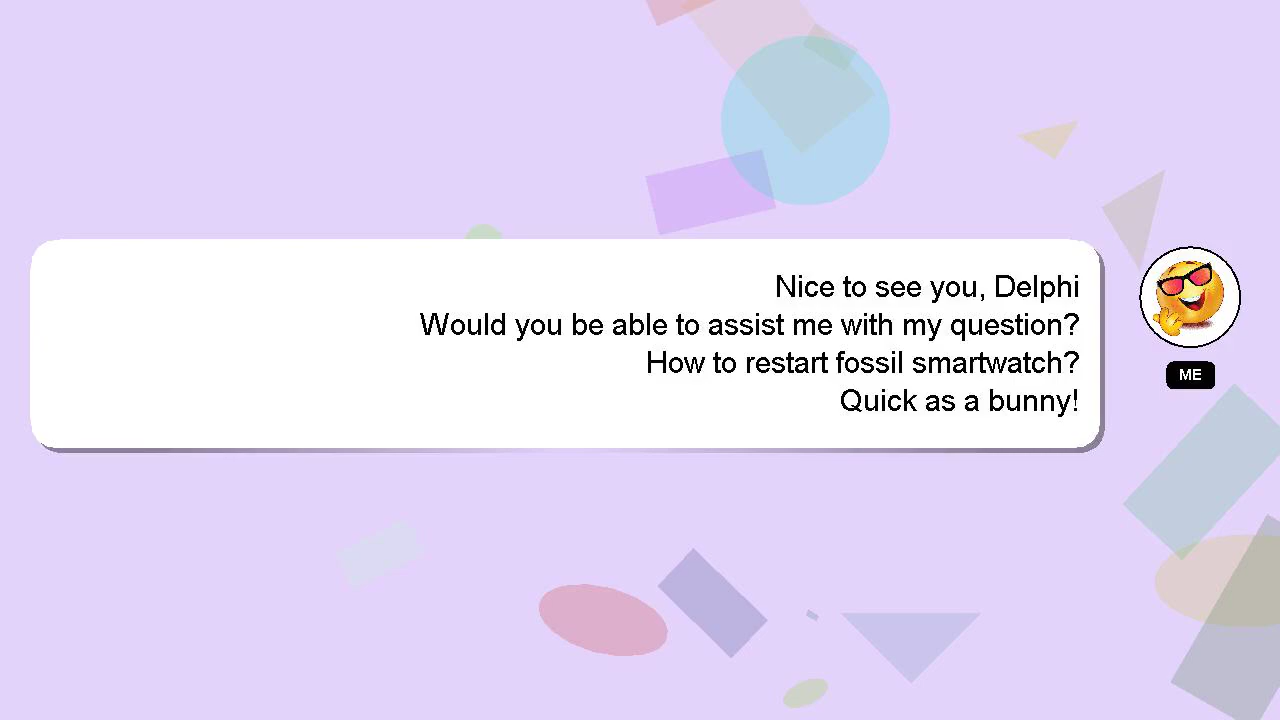 Nice to see you, Delphi
Would you be able to assist me with my question?
How to restart fossil smartwatch?
Quick as a bunny!
ME